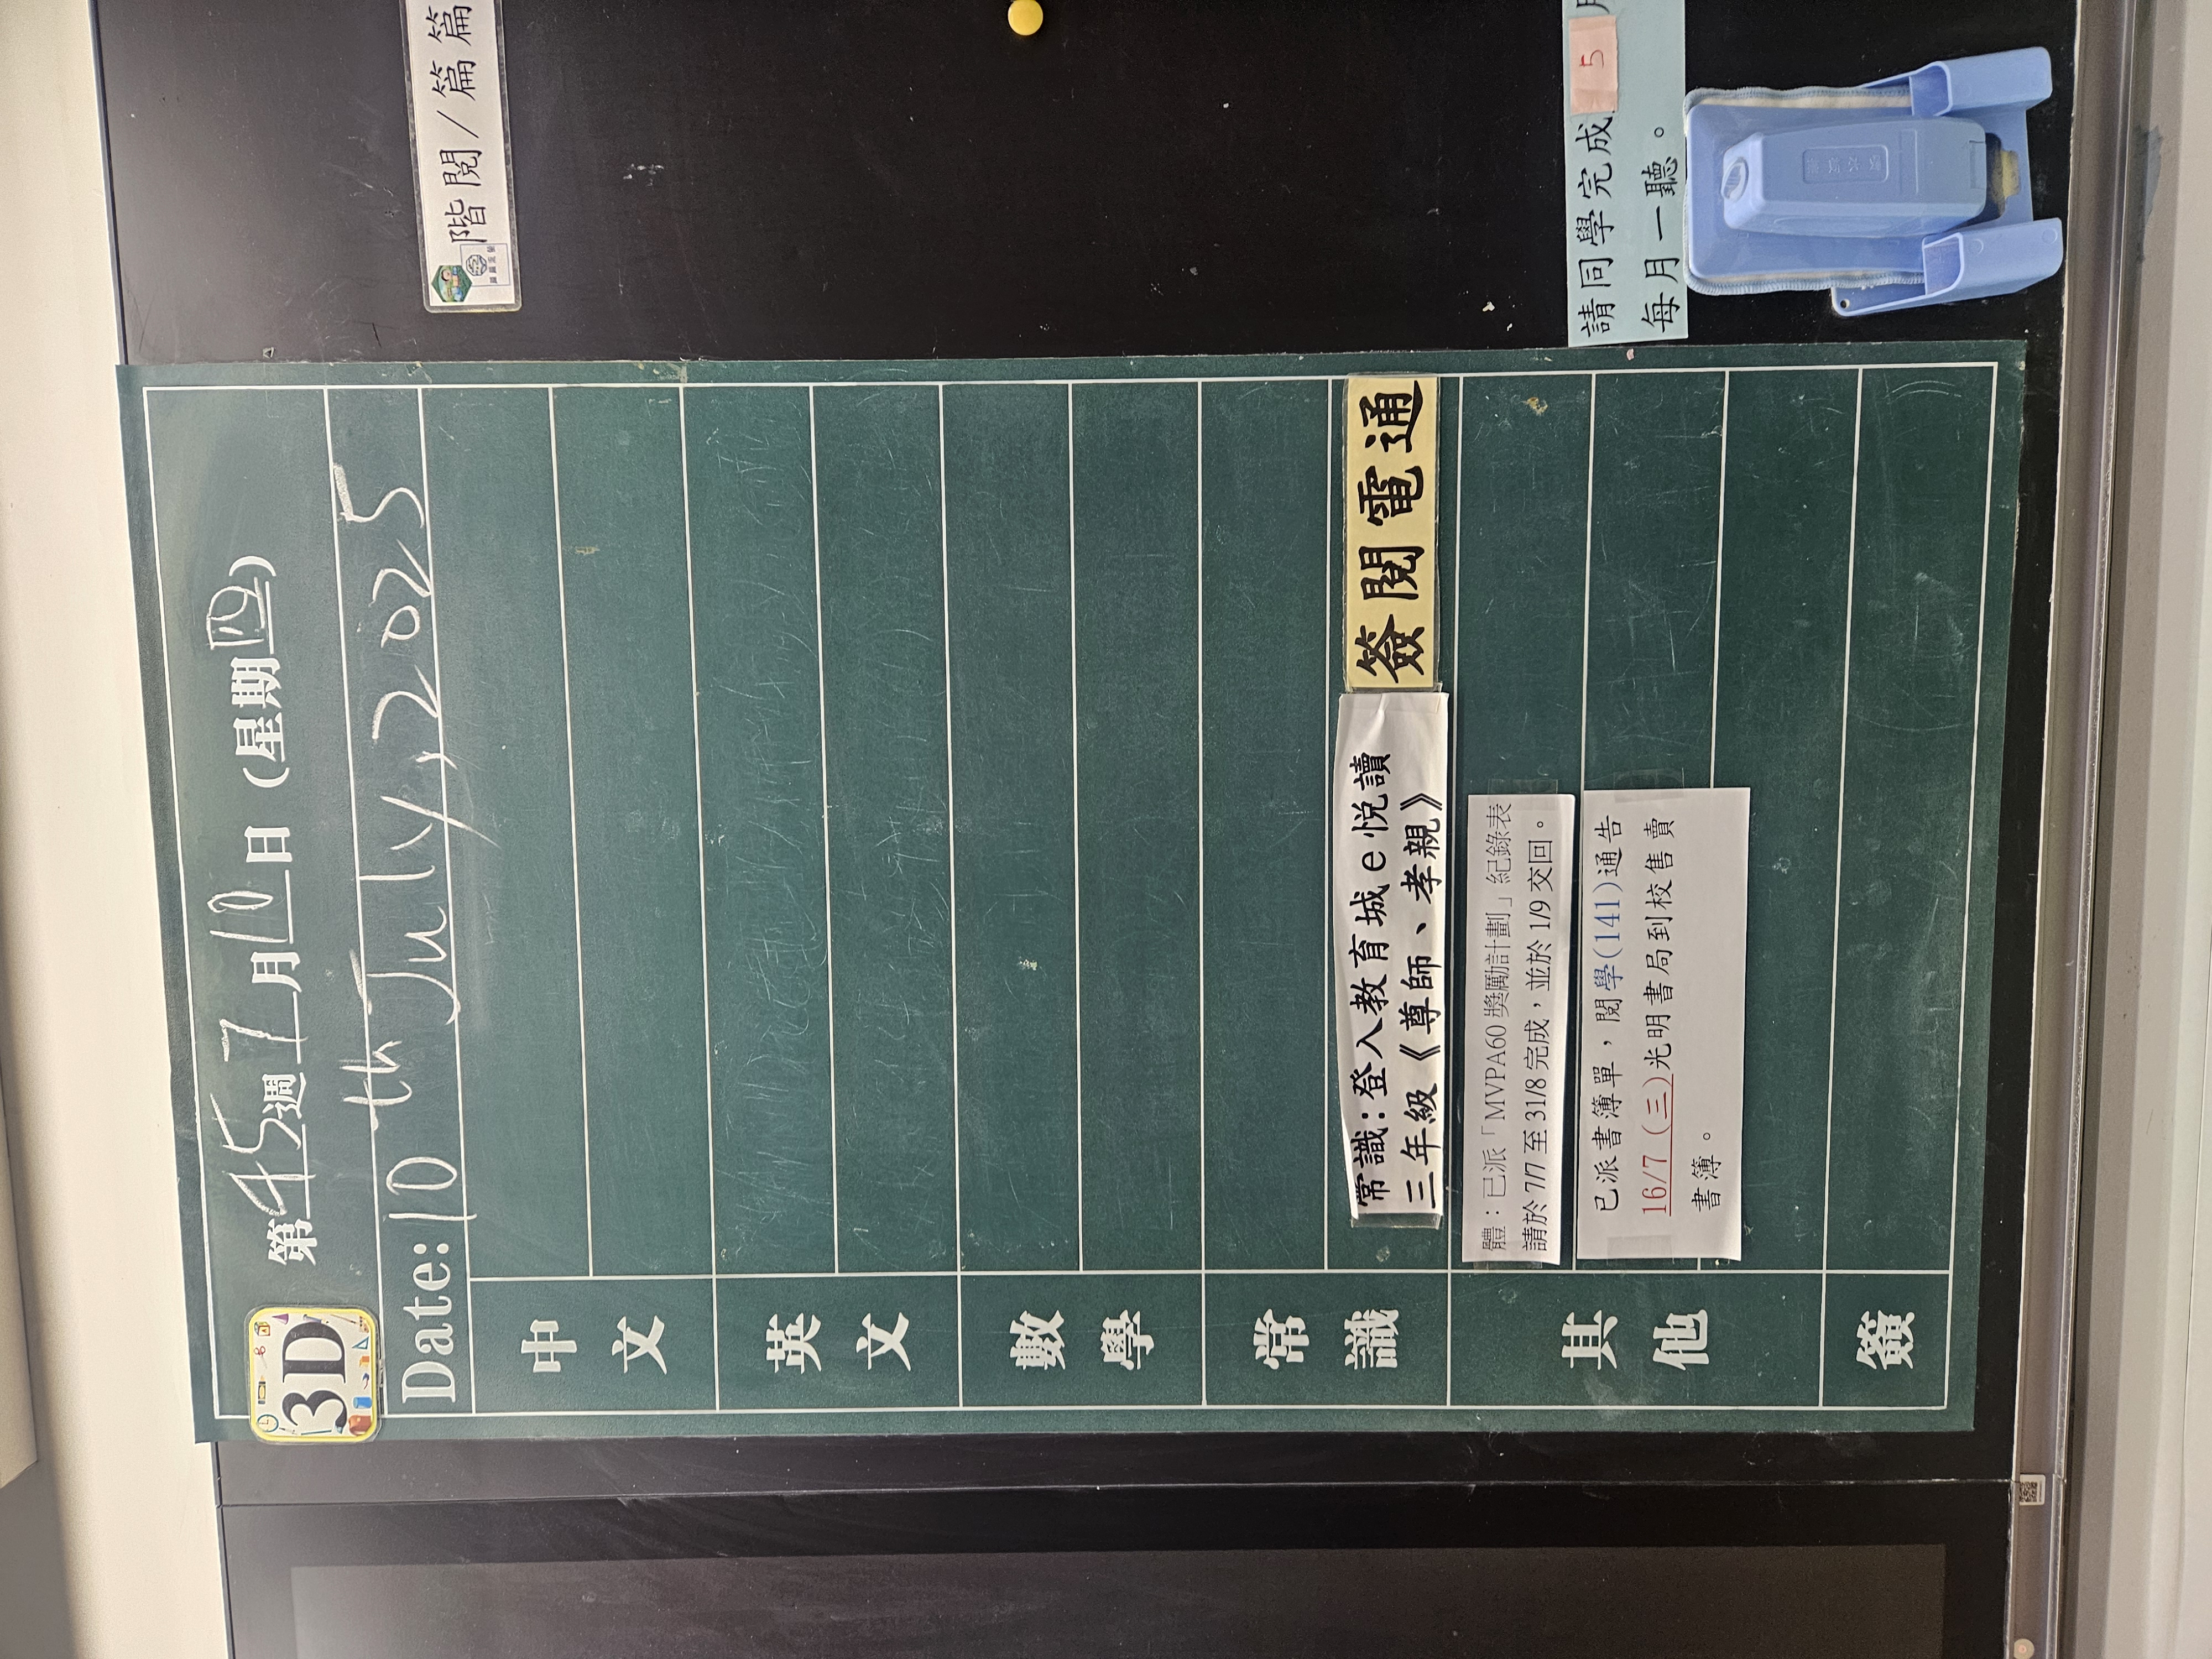 3D
第45週 7月10日 (星期四)
Date: 10th July, 2025
中文
英文
數學
常識
常識：登入教育城e悅讀
三年級《尊師、孝親》
簽閱電通
其他
體：已派「MVPA60獎勵計劃」紀錄表
請於7/7至31/8完成，並於1/9交回。
已派書簿單，閱學(141)通告
16/7 (三)光明書局到校售賣
書簿。
簽
階閱/篇篇
請同學完成 5
每月一聽。